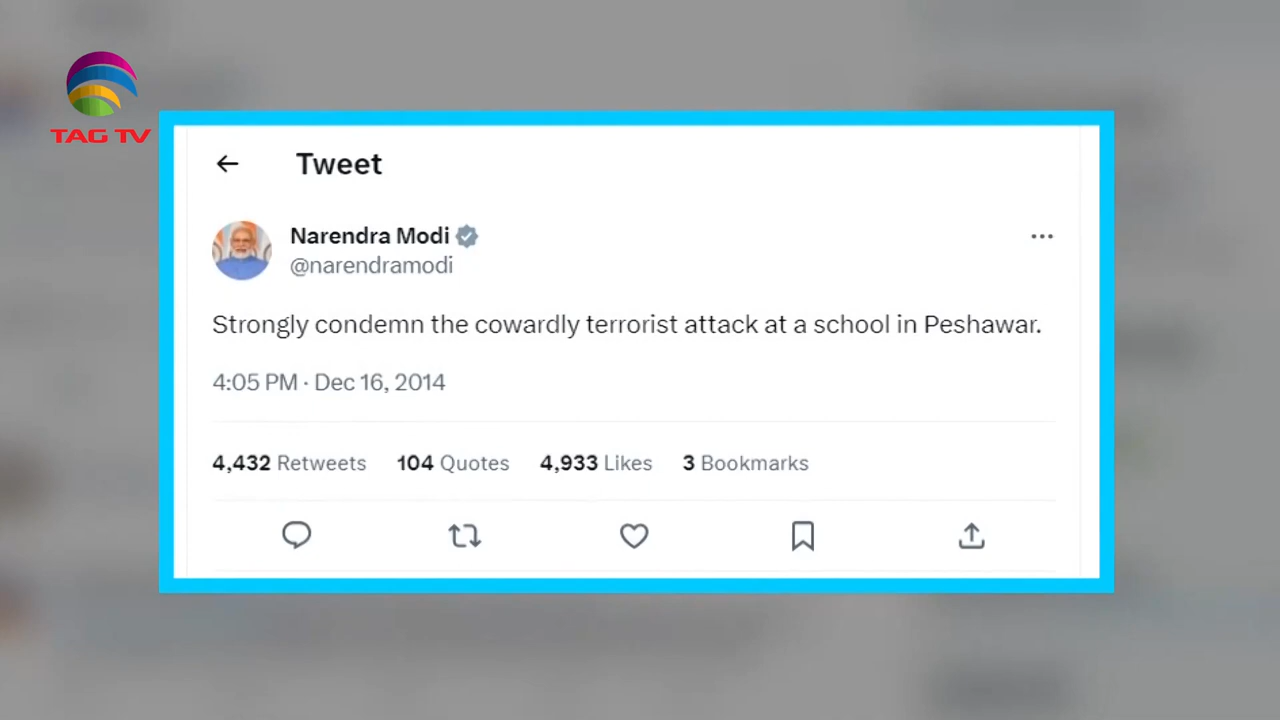 TAG TV
Tweet
Narendra Modi
@narendramodi
Strongly condemn the cowardly terrorist attack at a school in Peshawar.
4:05 PM · Dec 16, 2014
4,432 Retweets 104 Quotes 4,933 Likes 3 Bookmarks